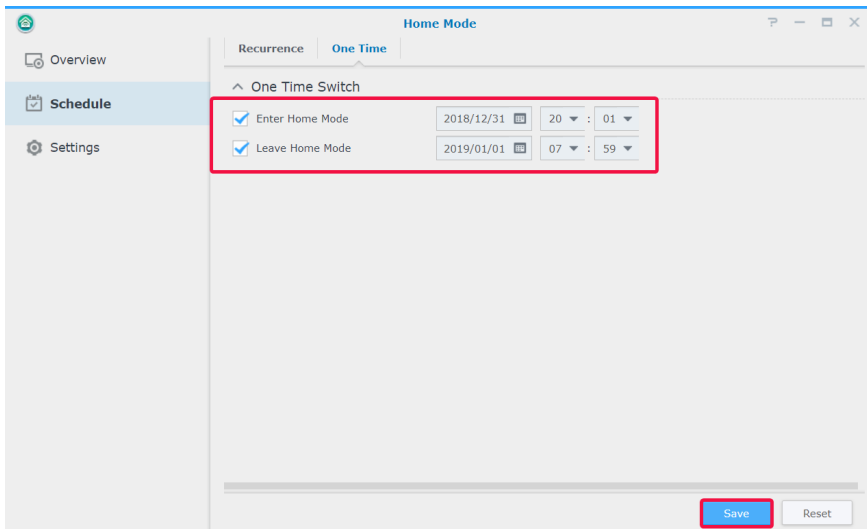 Home Mode
Overview
Schedule
Settings
Recurrence One Time
One Time Switch
Enter Home Mode 2018/12/31 20 : 01
Leave Home Mode 2019/01/01 07 : 59
Save Reset